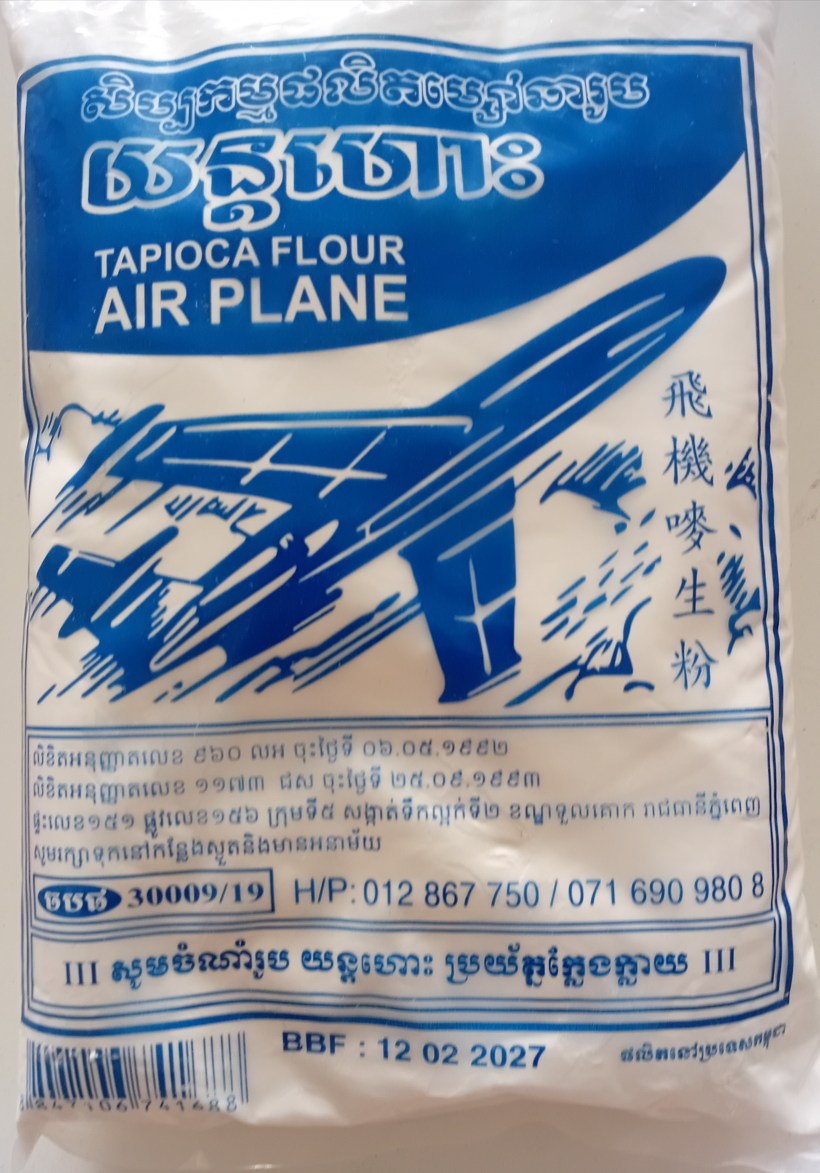 សិប្បកម្មផលិតម្សៅឆារូប
យន្តហោះ
TAPIOCA FLOUR
AIR PLANE
飛機嘜生粉
លិខិតអនុញ្ញាតលេខ ៩៦០ លអ ចុះថ្ងៃទី ០៦.០៥.១៩៩២
លិខិតអនុញ្ញាតលេខ ១១៧៣ ជស ចុះថ្ងៃទី ២៥.០៩.១៩៩៣
ផ្ទះលេខ១៥១ ផ្លូវលេខ១៥៦ ក្រុមទី៥ សង្កាត់ទឹកល្អក់ទី២ ខណ្ឌទួលគោក រាជធានីភ្នំពេញ
សូមរក្សាទុកនៅកន្លែងស្ងួតនិងមានអនាម័យ
ចបផ 30009/19 H/P: 012 867 750 / 071 690 980 8
!!! សូមចំណាំរូប យន្តហោះ ប្រយ័ត្នក្លែងក្លាយ !!!
BBF : 12 02 2027
ផលិតនៅប្រទេសកម្ពុជា